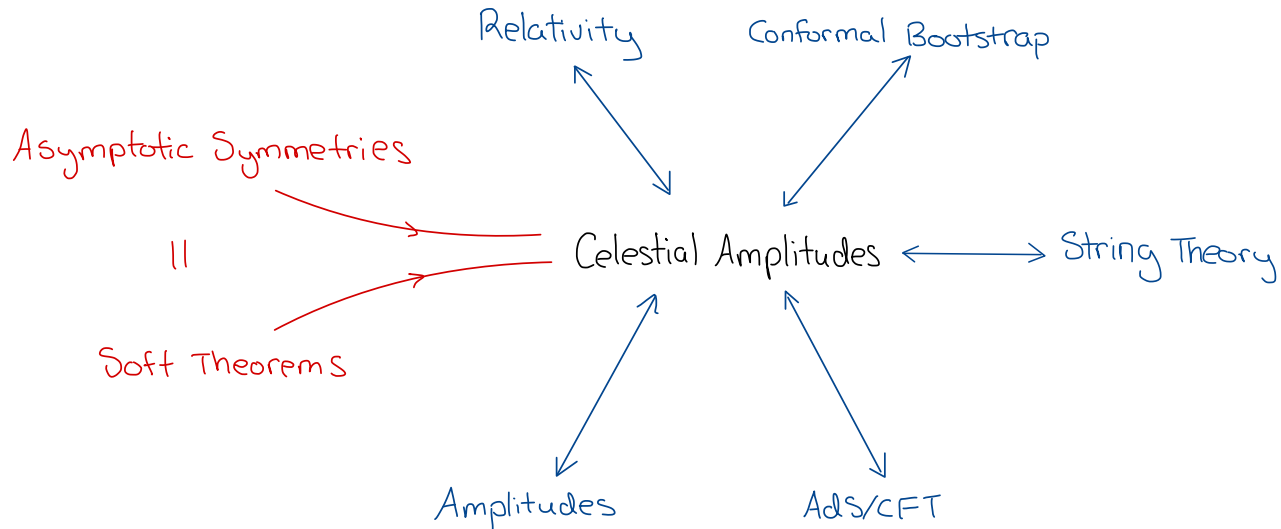 Relativity
Conformal Bootstrap
Asymptotic Symmetries
=
Celestial Amplitudes
String Theory
Soft Theorems
Amplitudes
AdS/CFT